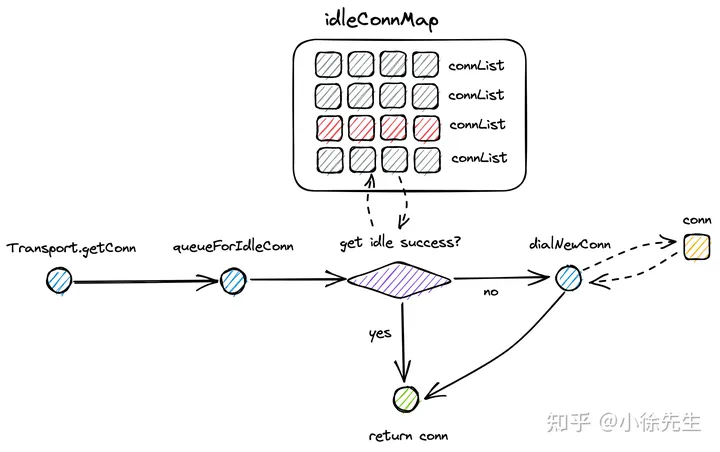 idleConnMap
connList
connList
connList
connList
Transport.getConn
queueForIdleConn
get idle success?
dialNewConn
conn
no
yes
return conn
知乎 @小徐先生